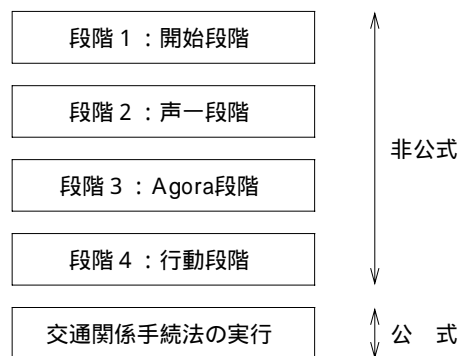 段階１：開始段階
段階２：声一段階
段階３：Agora段階
非公式
段階４：行動段階
交通関係手続法の実行
公　式